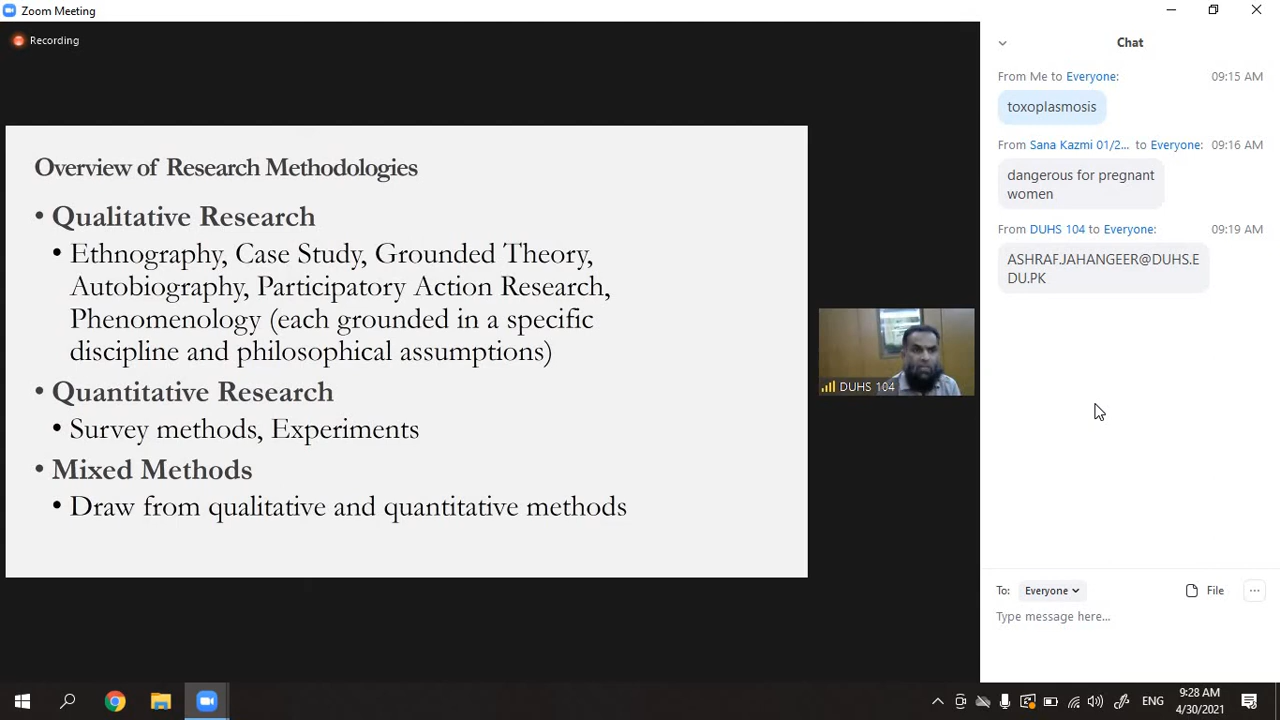 Zoom Meeting
Recording
Overview of Research Methodologies
• Qualitative Research
• Ethnography, Case Study, Grounded Theory,
Autobiography, Participatory Action Research,
Phenomenology (each grounded in a specific
discipline and philosophical assumptions)
• Quantitative Research
• Survey methods, Experiments
• Mixed Methods
• Draw from qualitative and quantitative methods
DUHS 104
Chat
From Me to Everyone: 09:15 AM
toxoplasmosis
From Sana Kazmi 01/2... to Everyone: 09:16 AM
dangerous for pregnant
women
From DUHS 104 to Everyone: 09:19 AM
ASHRAF.JAHANGEER@DUHS.E
DU.PK
To: Everyone File
Type message here...
ENG
9:28 AM
4/30/2021